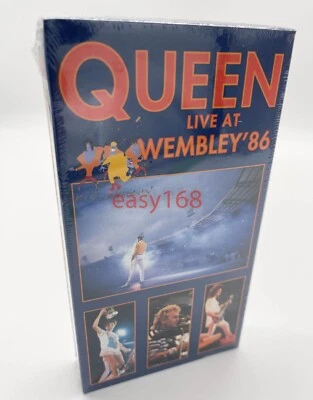 QUEEN
LIVE AT
WEMBLEY'86
easy168